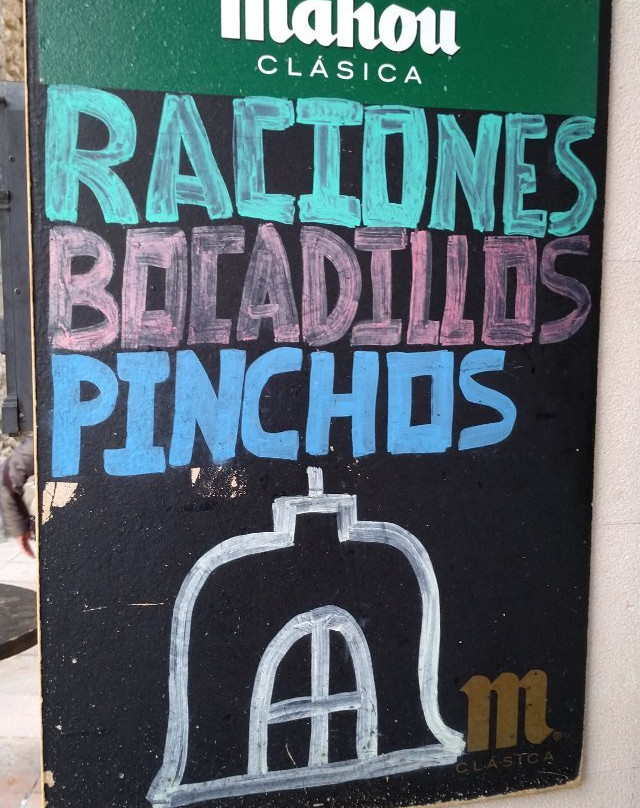 Mahou
CLÁSICA
RACIONES
BOCADILLOS
PINCHOS
m
CLÁSICA